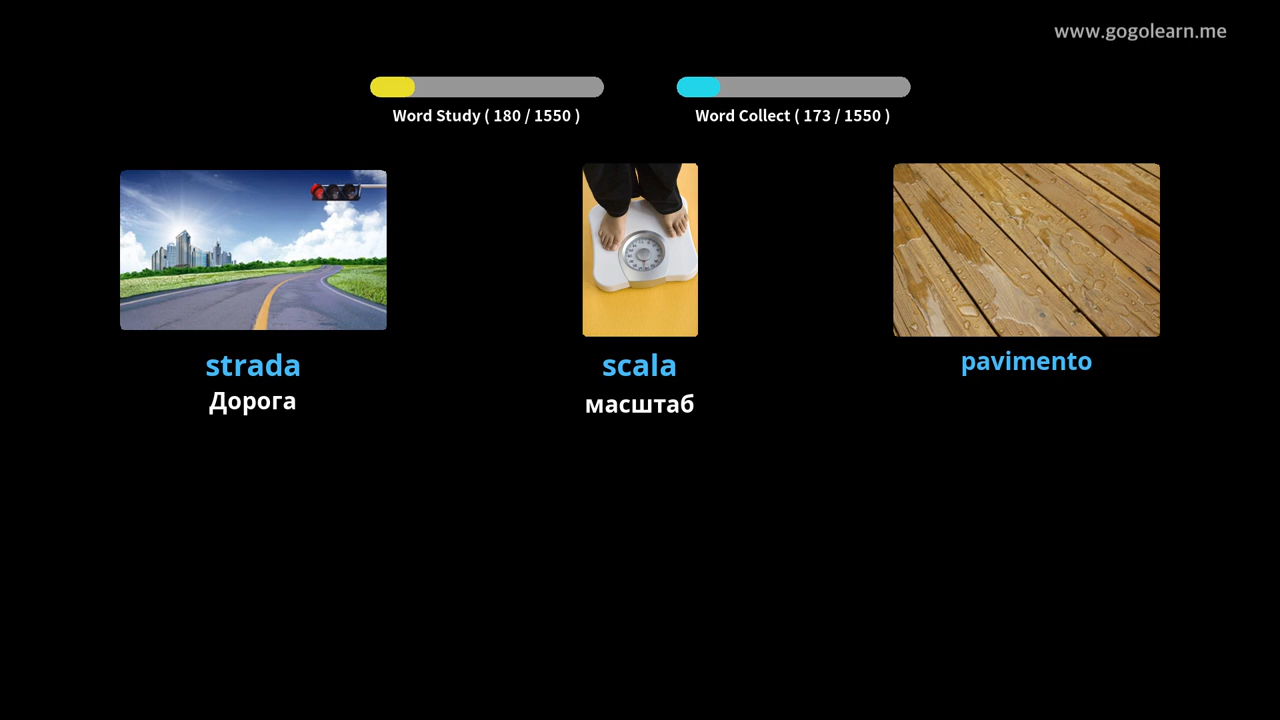 www.gogolearn.me
Word Study ( 180 / 1550 )
Word Collect ( 173 / 1550 )
strada
Дорога
scala
масштаб
pavimento